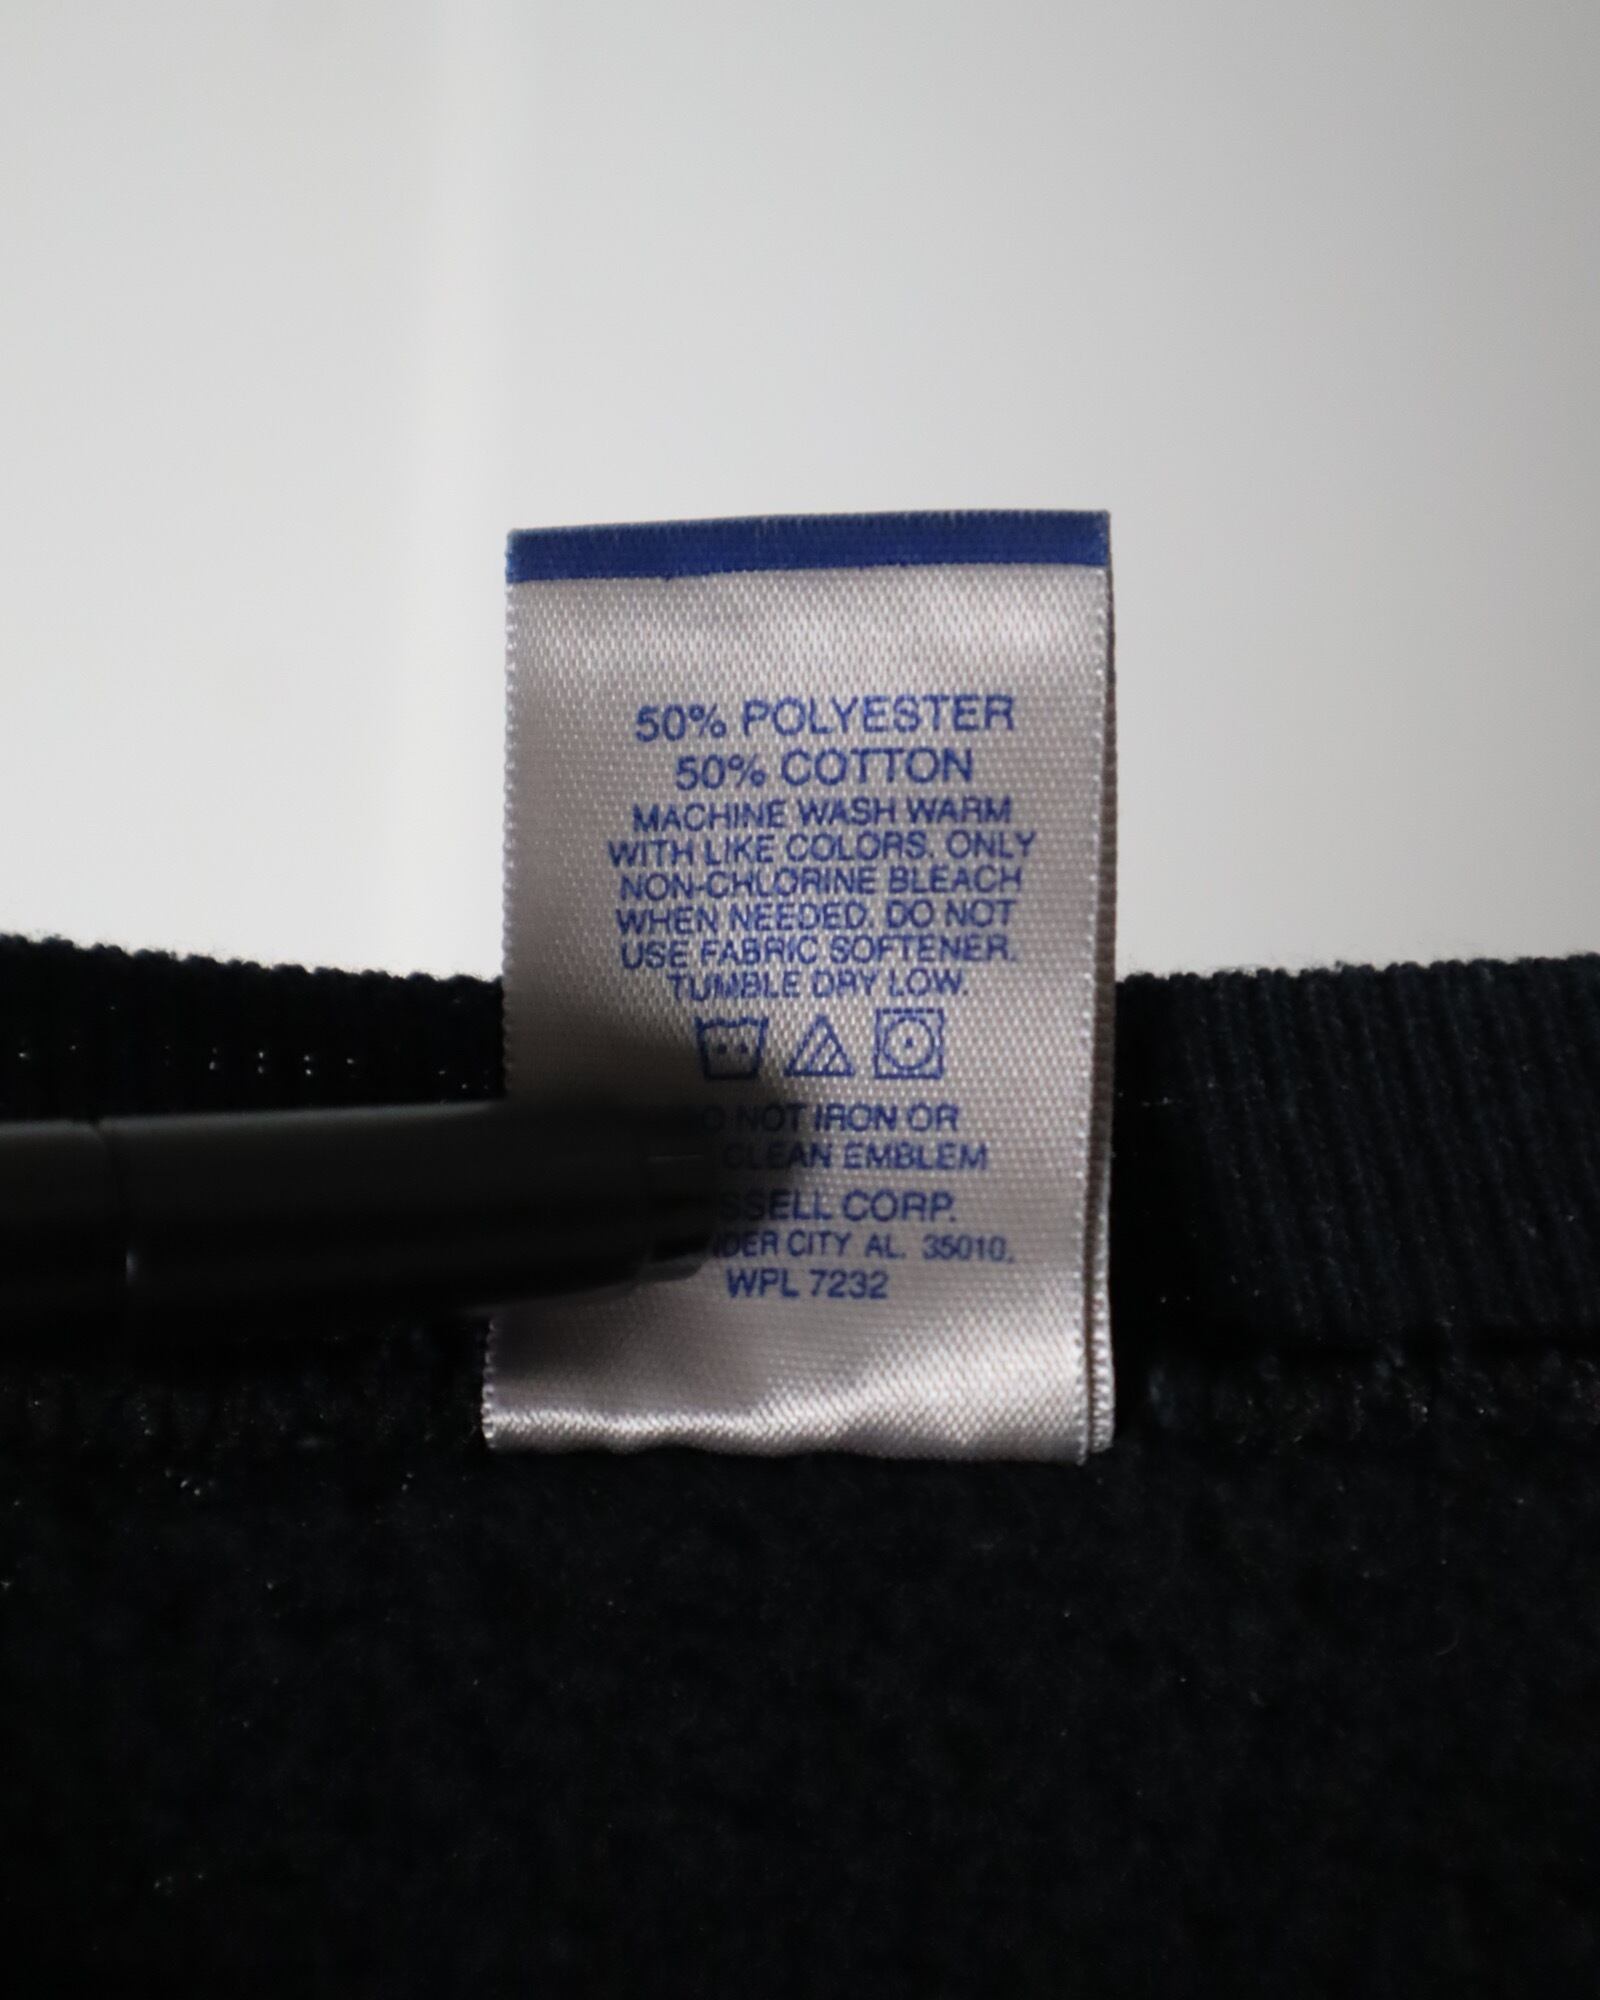 50% POLYESTER
50% COTTON
MACHINE WASH WARM
WITH LIKE COLORS. ONLY
NON-CHLORINE BLEACH
WHEN NEEDED. DO NOT
USE FABRIC SOFTENER.
TUMBLE DRY LOW.
NOT IRON OR
CLEAN EMBLEM
CORP.
CITY AL. 35010.
WPL 7232